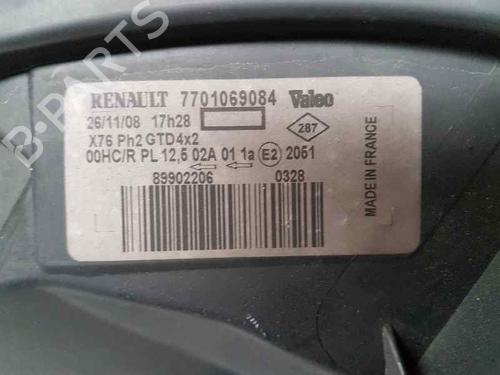 B-PARTS
RENAULT 7701069084 Valeo
26/11/08 17h28
287
X76 Ph2 GTD4x2
00HC/R PL 12,5 02A 01 1a E2 2051
89902206 0328
MADE IN FRANCE